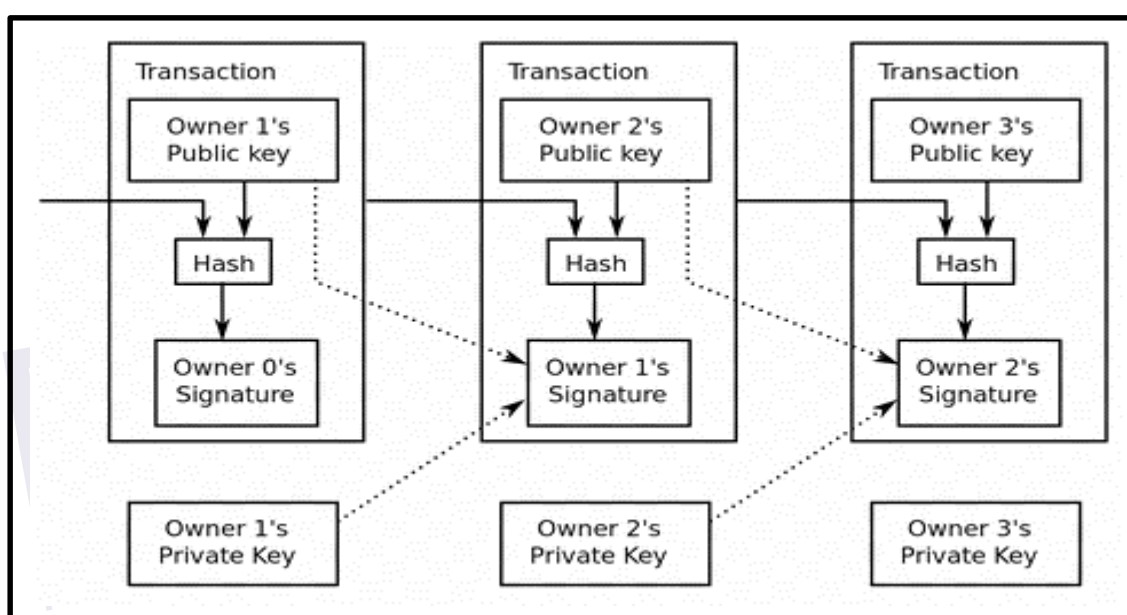 Transaction
Owner 1's
Public key
Hash
Owner 0's
Signature
Transaction
Owner 2's
Public key
Hash
Owner 1's
Signature
Transaction
Owner 3's
Public key
Hash
Owner 2's
Signature
Owner 1's
Private Key
Owner 2's
Private Key
Owner 3's
Private Key